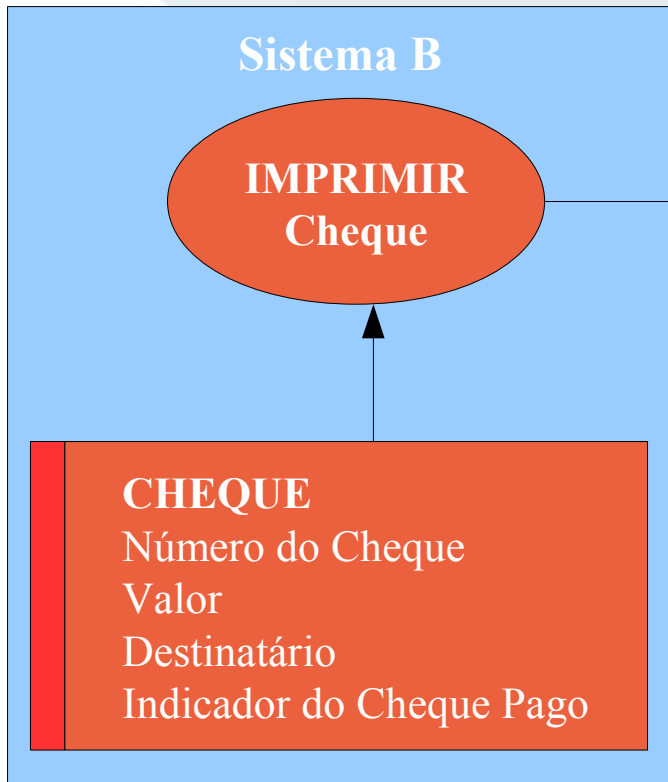 Sistema B
IMPRIMIR
Cheque
CHEQUE
Número do Cheque
Valor
Destinatário
Indicador do Cheque Pago